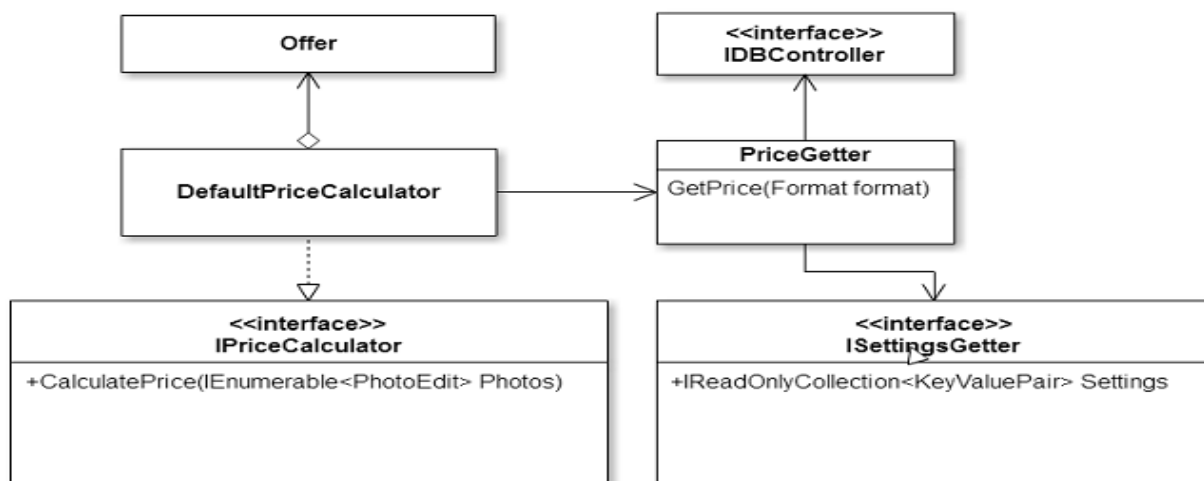 Offer
<<interface>>
IDBController
DefaultPriceCalculator
PriceGetter
GetPrice(Format format)
<<interface>>
IPriceCalculator
+CalculatePrice(IEnumerable<PhotoEdit> Photos)
<<interface>>
ISettingsGetter
+IReadOnlyCollection<KeyValuePair> Settings